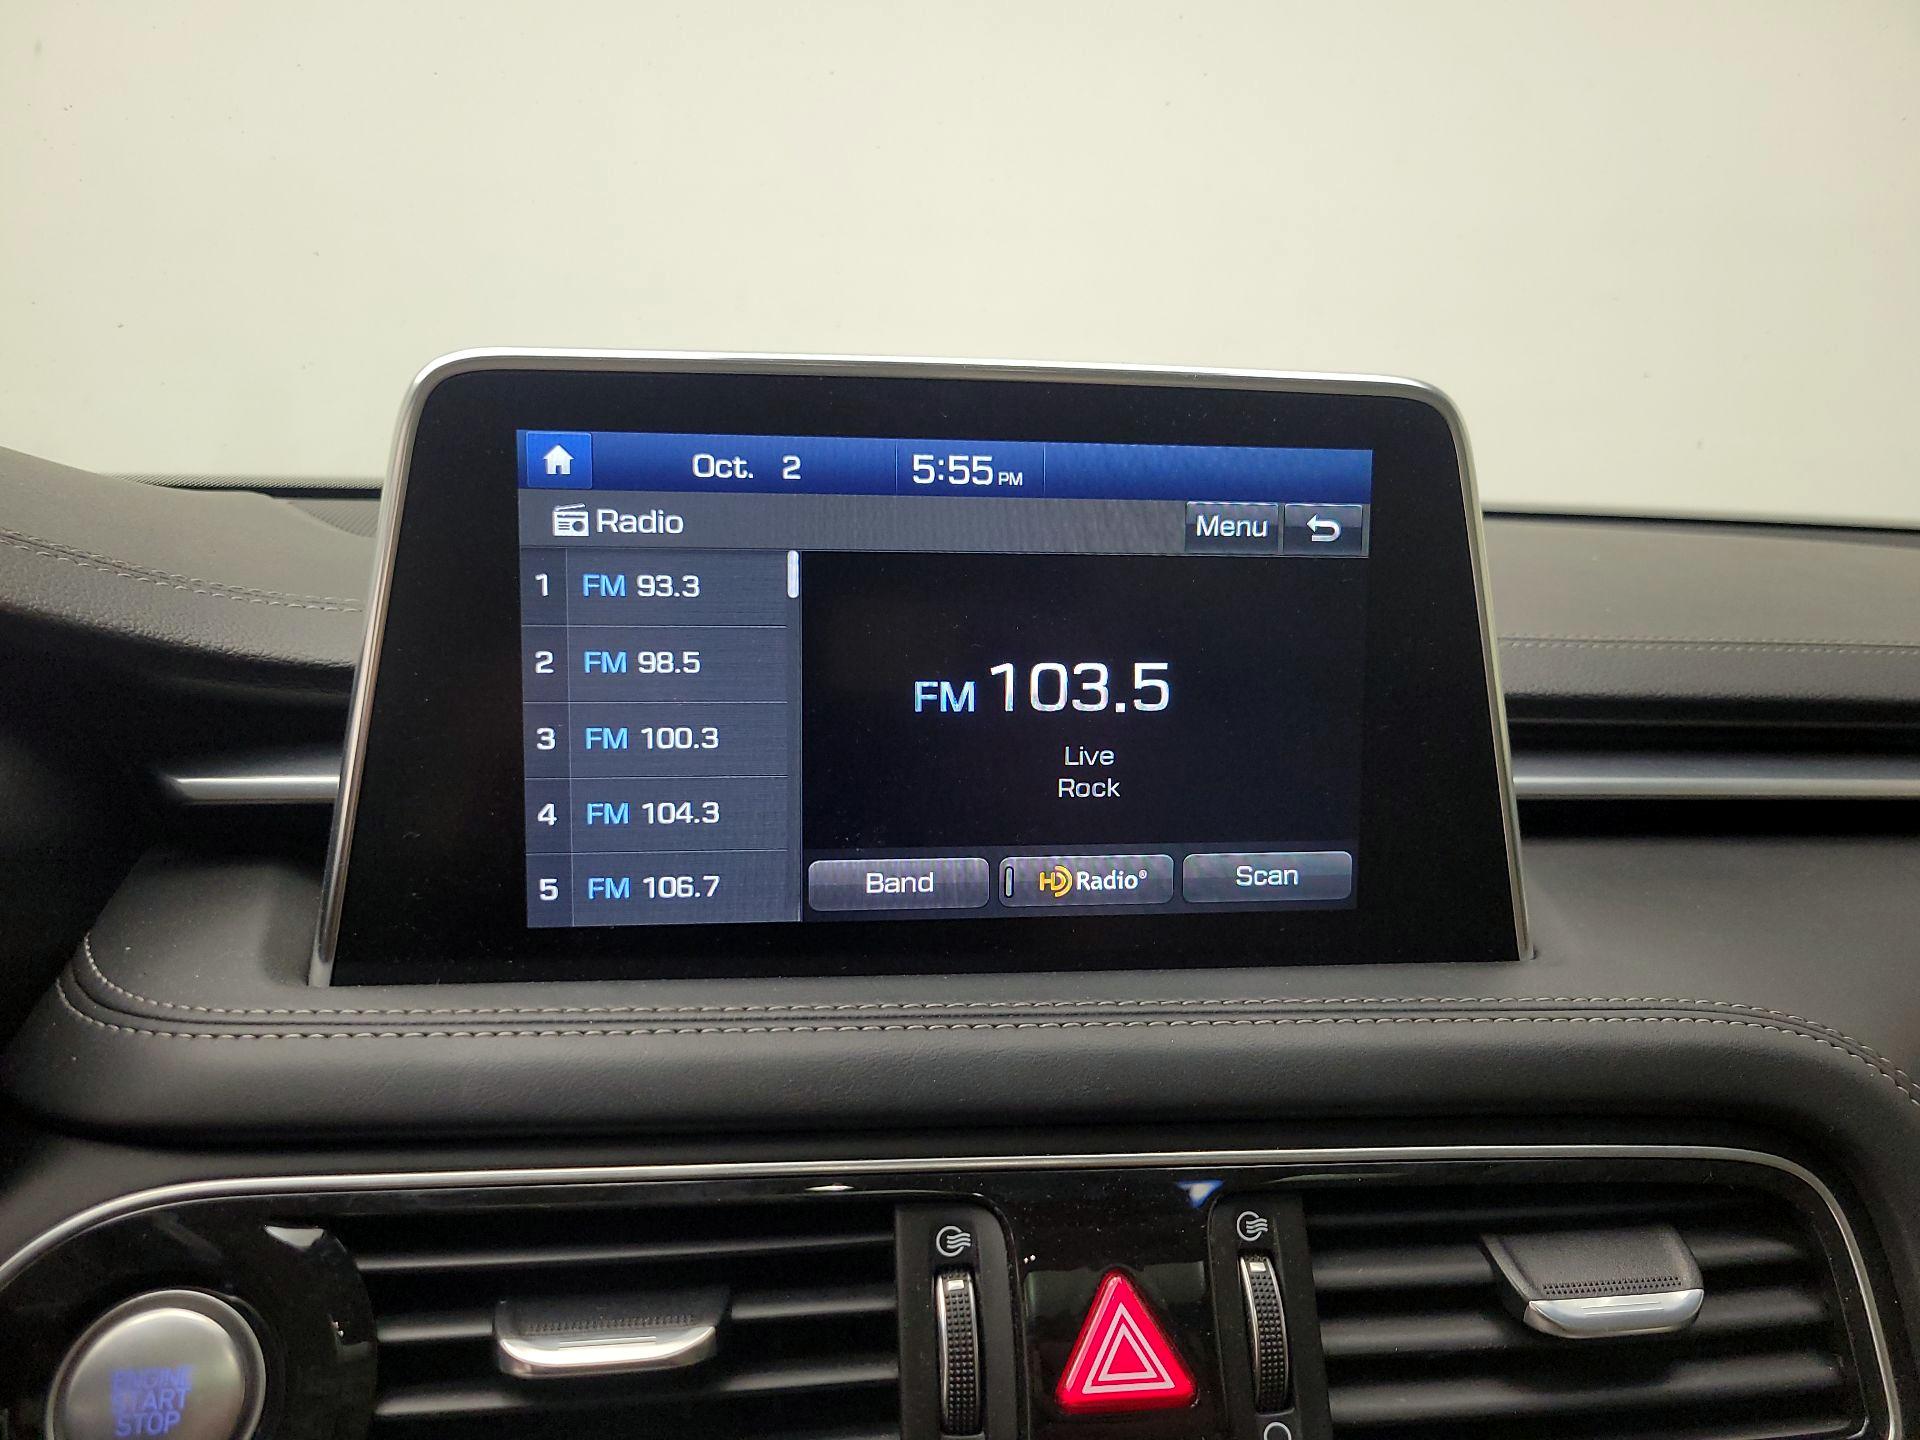 Oct. 2 5:55 PM
Radio Menu
1 FM 93.3
2 FM 98.5
3 FM 100.3
4 FM 104.3
5 FM 106.7
FM 103.5
Live
Rock
Band HD Radio® Scan
ENGINE
START
STOP